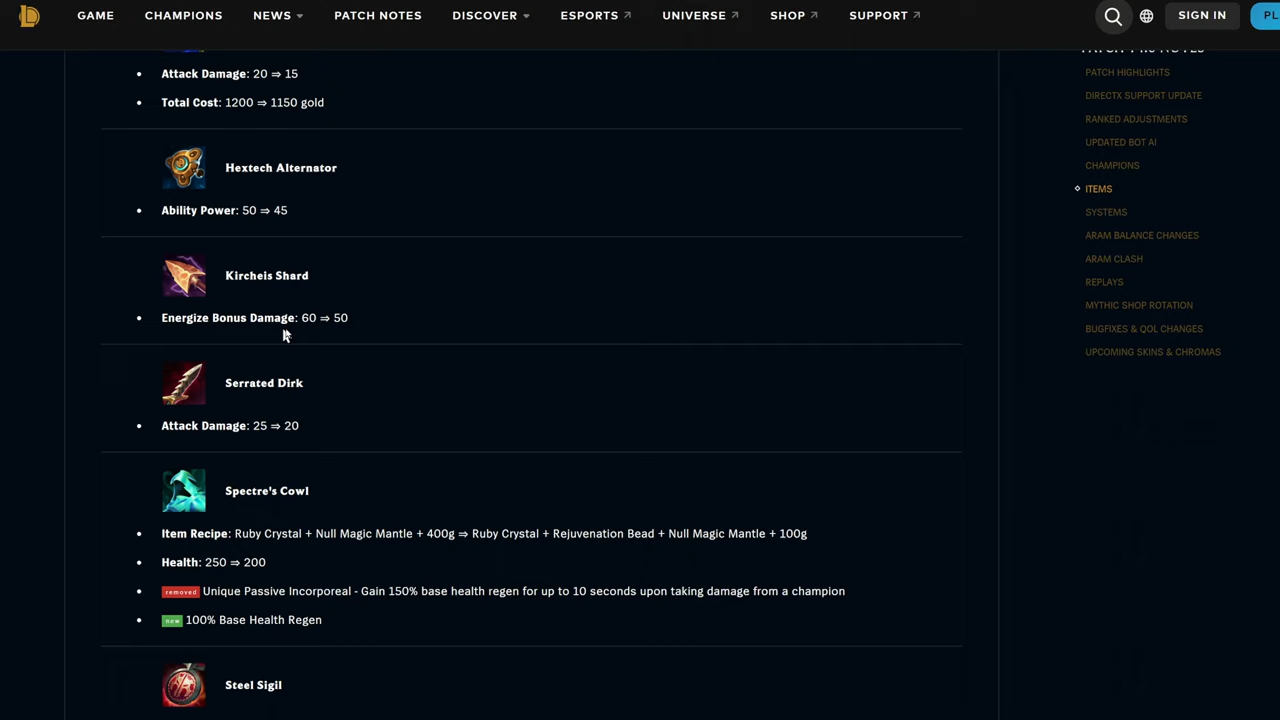 GAME CHAMPIONS NEWS PATCH NOTES DISCOVER ESPORTS UNIVERSE SHOP SUPPORT SIGN IN PL
Attack Damage: 20 ⇒ 15
Total Cost: 1200 ⇒ 1150 gold
Hextech Alternator
Ability Power: 50 ⇒ 45
Kircheis Shard
Energize Bonus Damage: 60 ⇒ 50
Serrated Dirk
Attack Damage: 25 ⇒ 20
Spectre's Cowl
Item Recipe: Ruby Crystal + Null Magic Mantle + 400g ⇒ Ruby Crystal + Rejuvenation Bead + Null Magic Mantle + 100g
Health: 250 ⇒ 200
removed Unique Passive Incorporeal - Gain 150% base health regen for up to 10 seconds upon taking damage from a champion
new 100% Base Health Regen
Steel Sigil
PATCH HIGHLIGHTS
DIRECTX SUPPORT UPDATE
RANKED ADJUSTMENTS
UPDATED BOT AI
CHAMPIONS
ITEMS
SYSTEMS
ARAM BALANCE CHANGES
ARAM CLASH
REPLAYS
MYTHIC SHOP ROTATION
BUGFIXES & QOL CHANGES
UPCOMING SKINS & CHROMAS